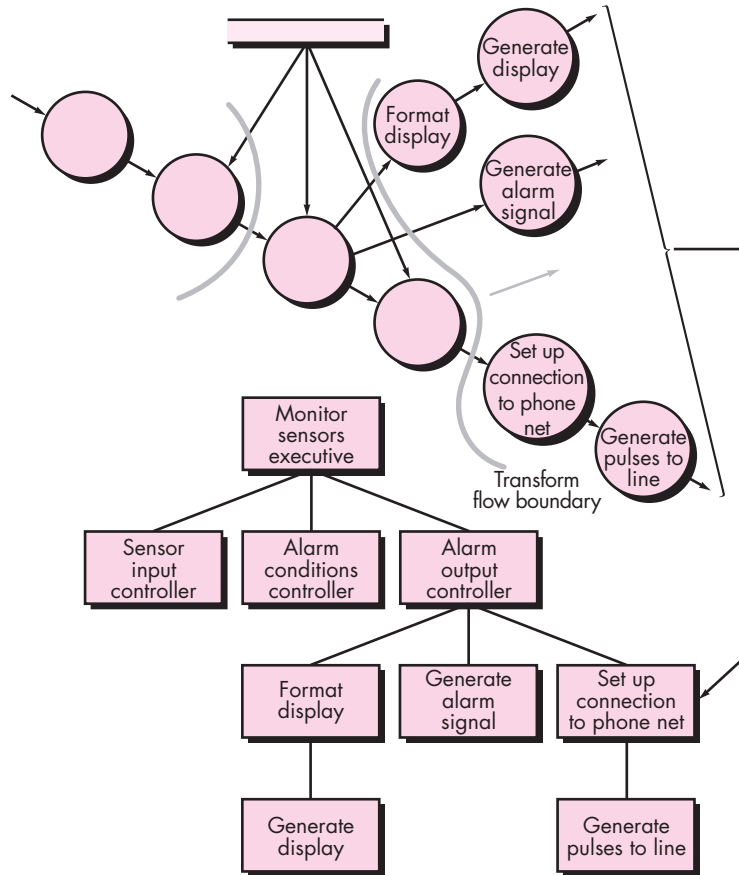 Generate
display
Format
display
Generate
alarm
signal
Set up
connection
to phone
net
Generate
pulses to
line
Transform
flow boundary
Monitor
sensors
executive
Sensor
input
controller
Alarm
conditions
controller
Alarm
output
controller
Format
display
Generate
alarm
signal
Set up
connection
to phone net
Generate
display
Generate
pulses to line